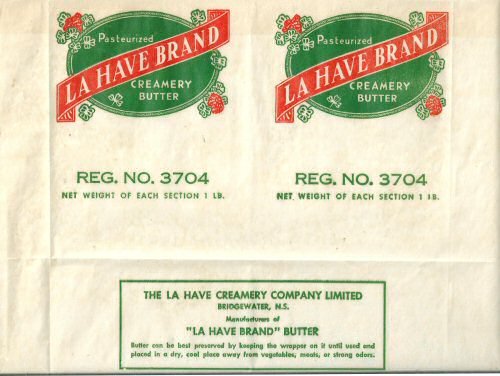 Pasteurized
LA HAVE BRAND
CREAMERY
BUTTER
REG. NO. 3704
NET WEIGHT OF EACH SECTION 1 LB.
Pasteurized
LA HAVE BRAND
CREAMERY
BUTTER
REG. NO. 3704
NET WEIGHT OF EACH SECTION 1 LB.
THE LA HAVE CREAMERY COMPANY LIMITED
BRIDGEWATER, N.S.
Manufacturers of
"LA HAVE BRAND" BUTTER
Butter can be best preserved by keeping the wrapper on it until used and
placed in a dry, cool place away from vegetables, meats, or strong odors.